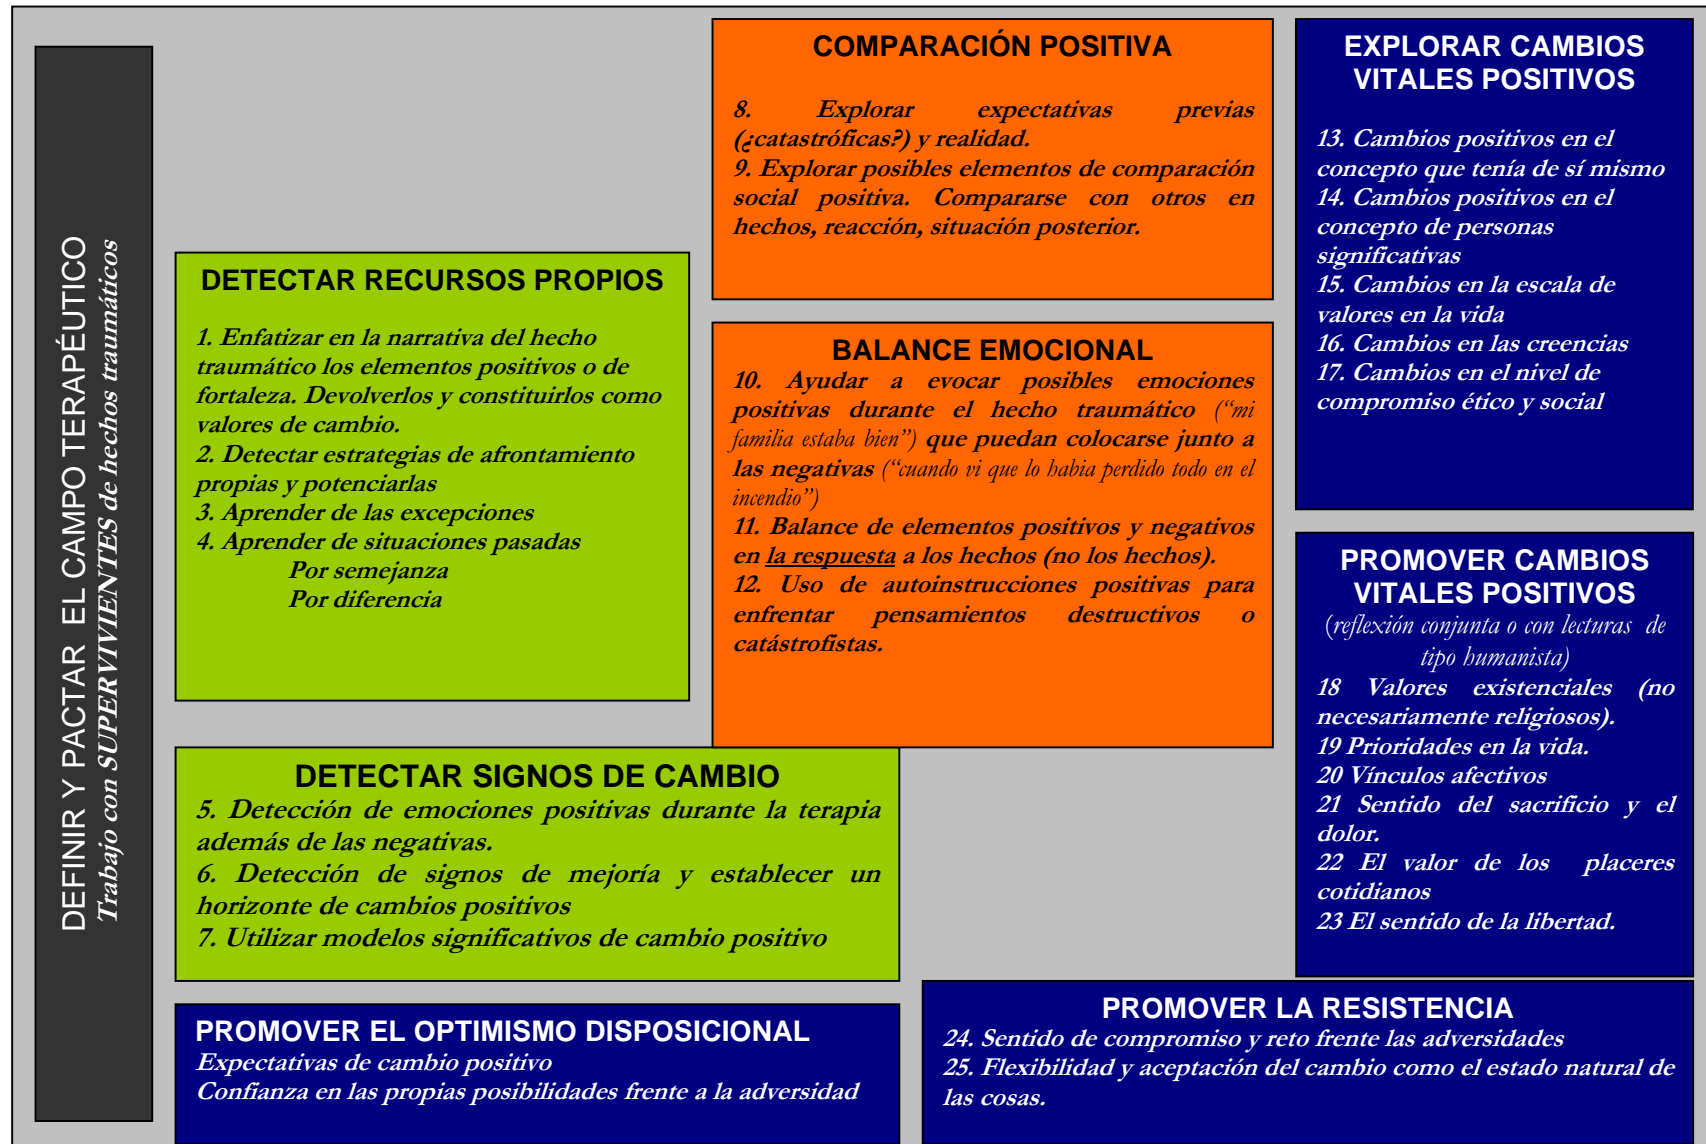 DEFINIR Y PACTAR EL CAMPO TERAPÉUTICO
Trabajo con SUPERVIVIENTES de hechos traumáticos
DETECTAR RECURSOS PROPIOS
1. Enfatizar en la narrativa del hecho
traumático los elementos positivos o de
fortaleza. Devolverlos y constituirlos como
valores de cambio.
2. Detectar estrategias de afrontamiento
propias y potenciarlas
3. Aprender de las excepciones
4. Aprender de situaciones pasadas
Por semejanza
Por diferencia
DETECTAR SIGNOS DE CAMBIO
5. Detección de emociones positivas durante la terapia
además de las negativas.
6. Detección de signos de mejoría y establecer un
horizonte de cambios positivos
7. Utilizar modelos significativos de cambio positivo
COMPARACIÓN POSITIVA
8. Explorar expectativas previas
(¿catastróficas?) y realidad.
9. Explorar posibles elementos de comparación
social positiva. Compararse con otros en
hechos, reacción, situación posterior.
BALANCE EMOCIONAL
10. Ayudar a evocar posibles emociones
positivas durante el hecho traumático (“mi
familia estaba bien”) que puedan colocarse junto a
las negativas (“cuando vi que lo habia perdido todo en el
incendio”)
11. Balance de elementos positivos y negativos
en la respuesta a los hechos (no los hechos).
12. Uso de autoinstrucciones positivas para
enfrentar pensamientos destructivos o
catástrofistas.
EXPLORAR CAMBIOS
VITALES POSITIVOS
13. Cambios positivos en el
concepto que tenía de sí mismo
14. Cambios positivos en el
concepto de personas
significativas
15. Cambios en la escala de
valores en la vida
16. Cambios en las creencias
17. Cambios en el nivel de
compromiso ético y social
PROMOVER CAMBIOS
VITALES POSITIVOS
(reflexión conjunta o con lecturas de
tipo humanista)
18 Valores existenciales (no
necesariamente religiosos).
19 Prioridades en la vida.
20 Vínculos afectivos
21 Sentido del sacrificio y el
dolor.
22 El valor de los placeres
cotidianos
23 El sentido de la libertad.
PROMOVER EL OPTIMISMO DISPOSICIONAL
Expectativas de cambio positivo
Confianza en las propias posibilidades frente a la adversidad
PROMOVER LA RESISTENCIA
24. Sentido de compromiso y reto frente las adversidades
25. Flexibilidad y aceptación del cambio como el estado natural de
las cosas.